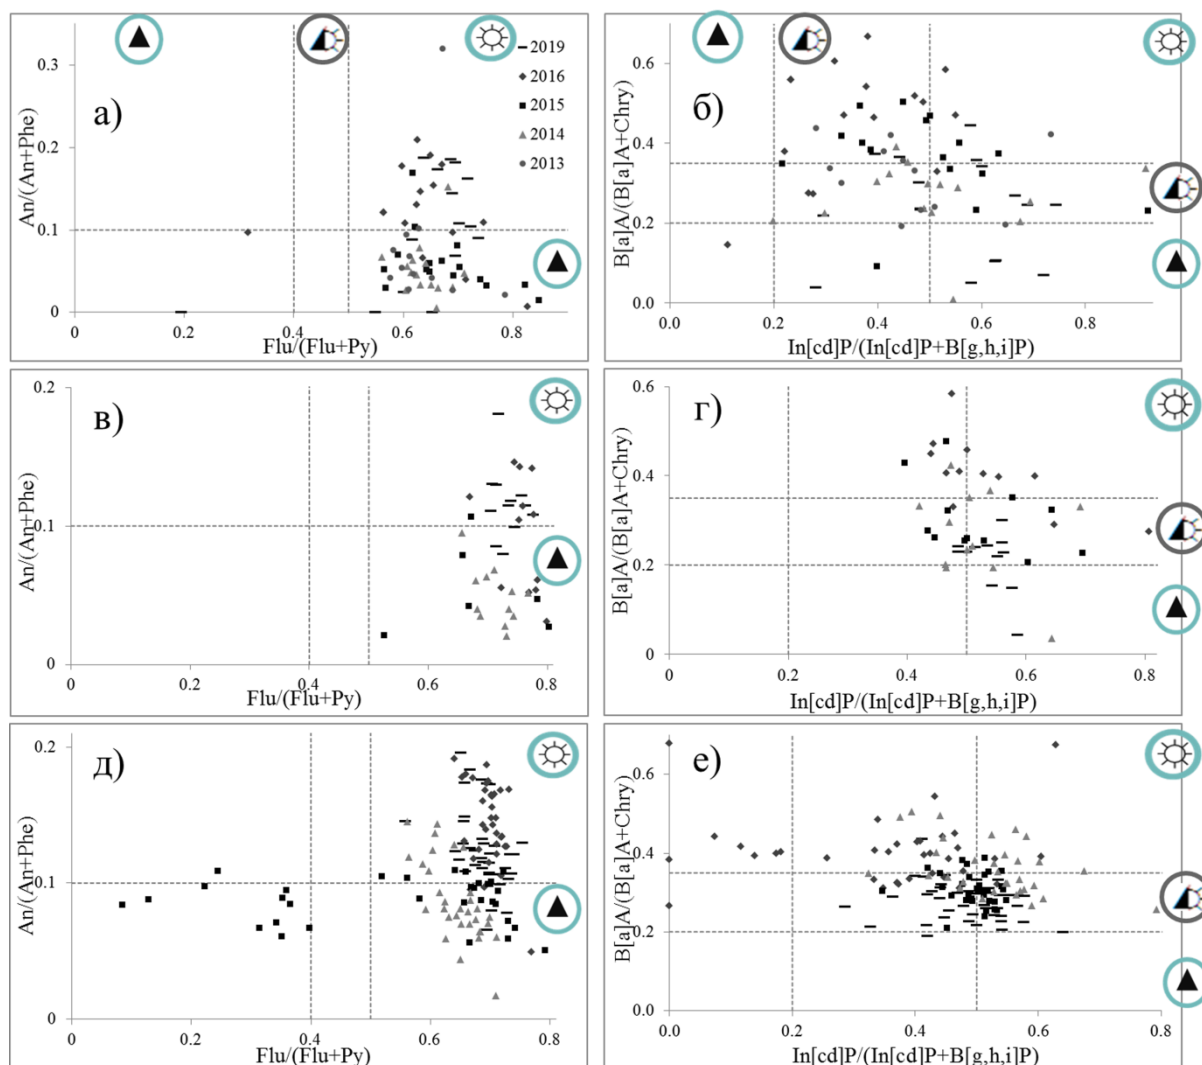 а)
An/(An+Phe)
0.3
0.2
0.1
0
0 0.2 0.4 0.6 0.8
Flu/(Flu+Py)
2019
2016
2015
2014
2013
б)
B[a]A/(B[a]A+Chry)
0.6
0.4
0.2
0.0
0.0 0.2 0.4 0.6 0.8
In[cd]P/(In[cd]P+B[g,h,i]P)
в)
An/(An+Phe)
0.2
0.1
0
0 0.2 0.4 0.6 0.8
Flu/(Flu+Py)
г)
B[a]A/(B[a]A+Chry)
0.6
0.4
0.2
0
0 0.2 0.4 0.6 0.8
In[cd]P/(In[cd]P+B[g,h,i]P)
д)
An/(An+Phe)
0.2
0.1
0
0 0.2 0.4 0.6 0.8
Flu/(Flu+Py)
е)
B[a]A/(B[a]A+Chry)
0.6
0.4
0.2
0.0
0.0 0.2 0.4 0.6 0.8
In[cd]P/(In[cd]P+B[g,h,i]P)